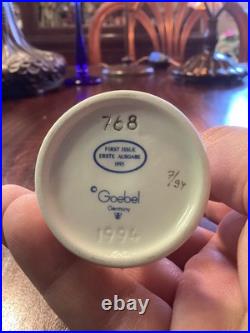 768
FIRST ISSUE
ERSTE AUSGABE
1995
7/94
© Goebel
Germany
1994